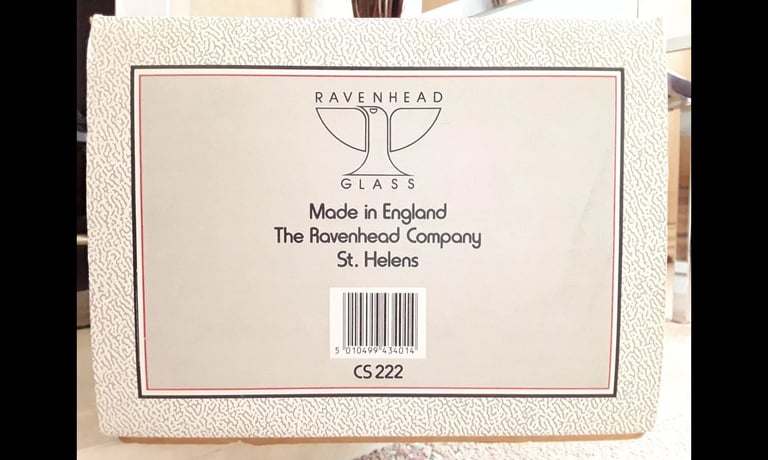 RAVENHEAD
GLASS
Made in England
The Ravenhead Company
St. Helens
5 010499 434014
CS 222